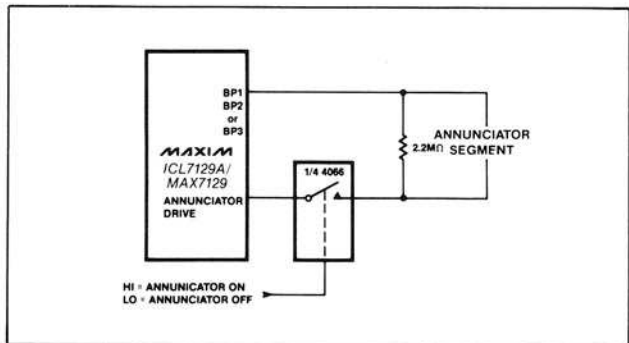 BP1
BP2
or
BP3
MAXIM
ICL7129A/
MAX7129
ANNUNCIATOR
DRIVE
1/4 4066
2.2MΩ
ANNUNCIATOR
SEGMENT
HI = ANNUNICATOR ON
LO = ANNUNCIATOR OFF